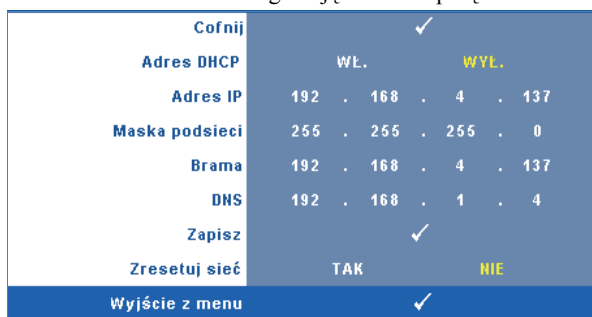 Cofnij ✓
Adres DHCP WŁ. WYŁ.
Adres IP 192 . 168 . 4 . 137
Maska podsieci 255 . 255 . 255 . 0
Brama 192 . 168 . 4 . 137
DNS 192 . 168 . 1 . 4
Zapisz ✓
Zresetuj sieć TAK NIE
Wyjście z menu ✓